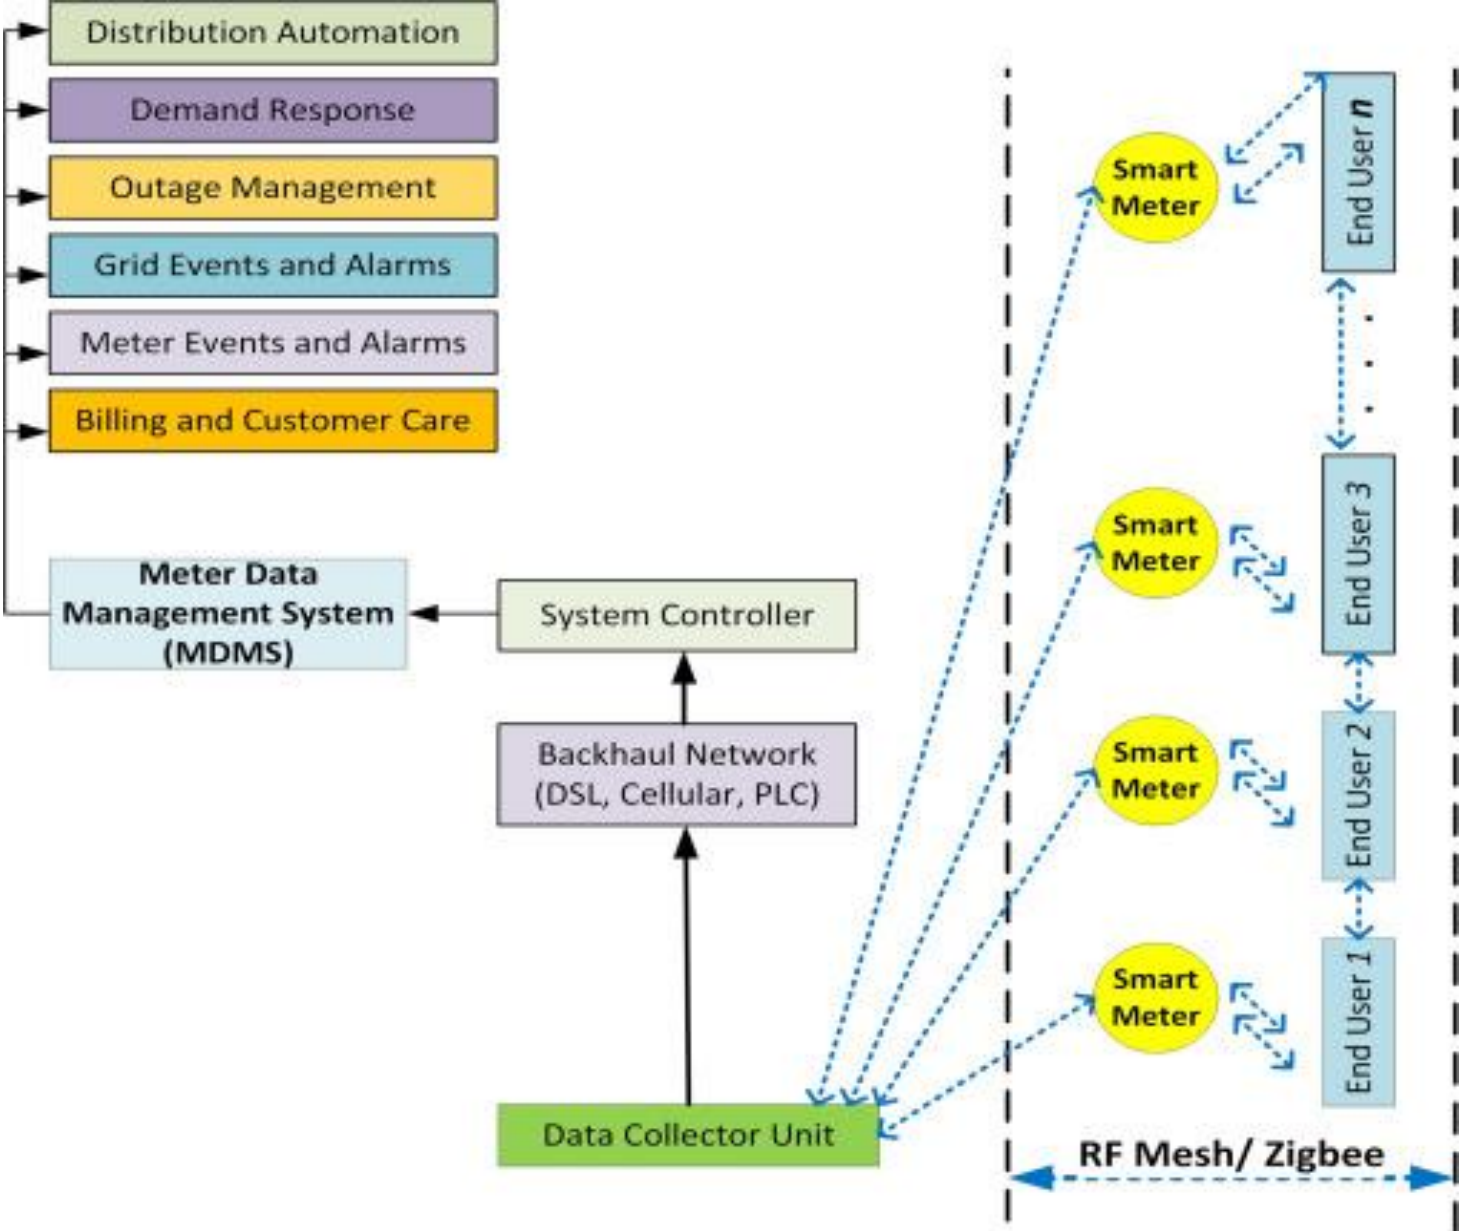 Distribution Automation
Demand Response
Outage Management
Grid Events and Alarms
Meter Events and Alarms
Billing and Customer Care
Meter Data
Management System
(MDMS)
System Controller
Backhaul Network
(DSL, Cellular, PLC)
Data Collector Unit
Smart
Meter
End User n
Smart
Meter
End User 3
Smart
Meter
End User 2
Smart
Meter
End User 1
RF Mesh/ Zigbee